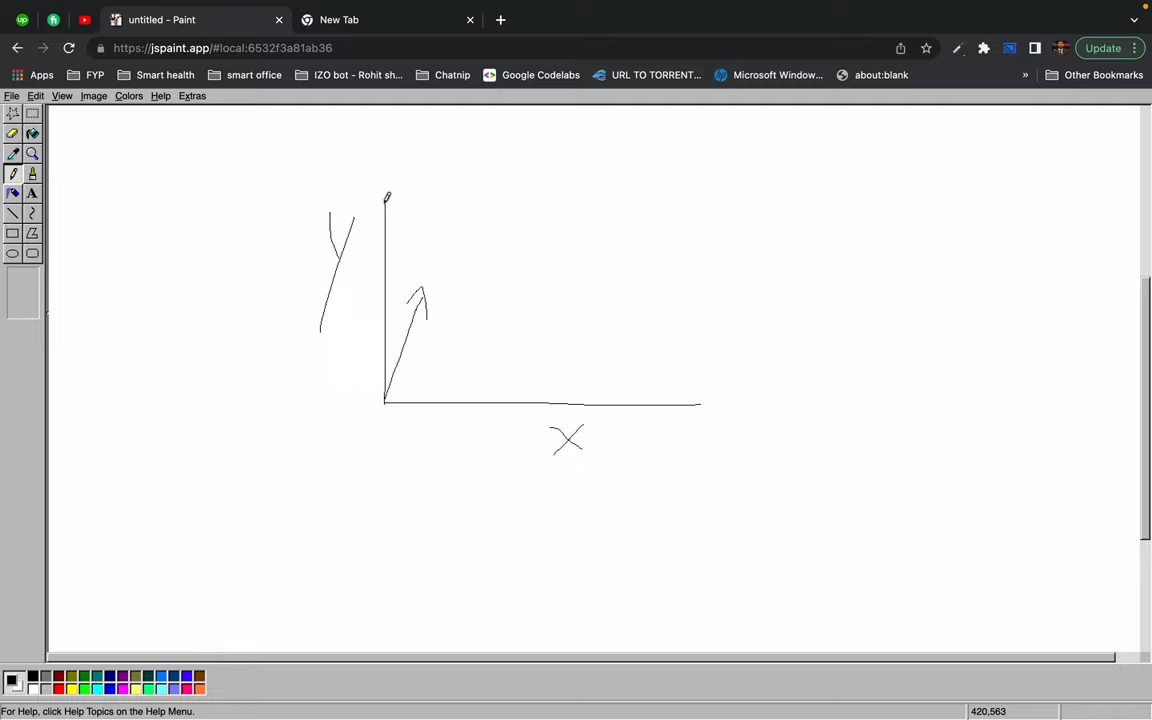 up fi untitled - Paint New Tab
https://jspaint.app/#local:6532f3a81ab36 Update
Apps FYP Smart health smart office IZO bot - Rohit sh... Chatnip Google Codelabs URL TO TORRENT... Microsoft Window... about:blank » Other Bookmarks
File Edit View Image Colors Help Extras
A
Y
X
For Help, click Help Topics on the Help Menu. 420,563